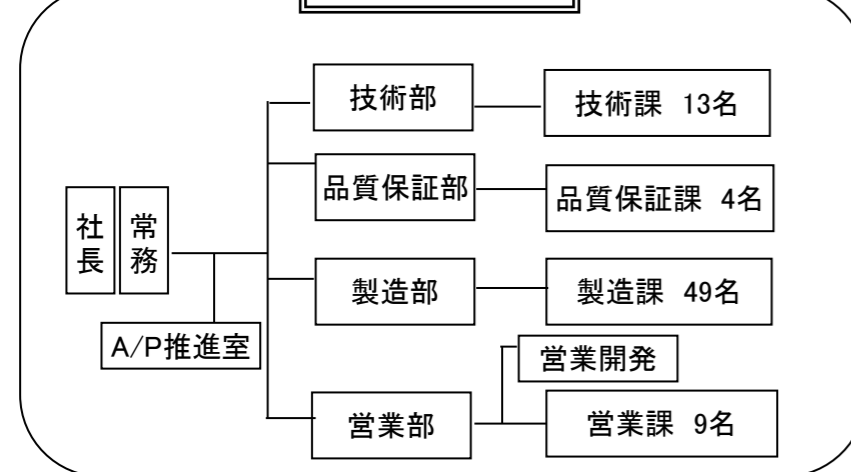 技術部
技術課 13名
品質保証部
品質保証課 4名
社長
常務
製造部
製造課 49名
A/P推進室
営業開発
営業部
営業課 9名